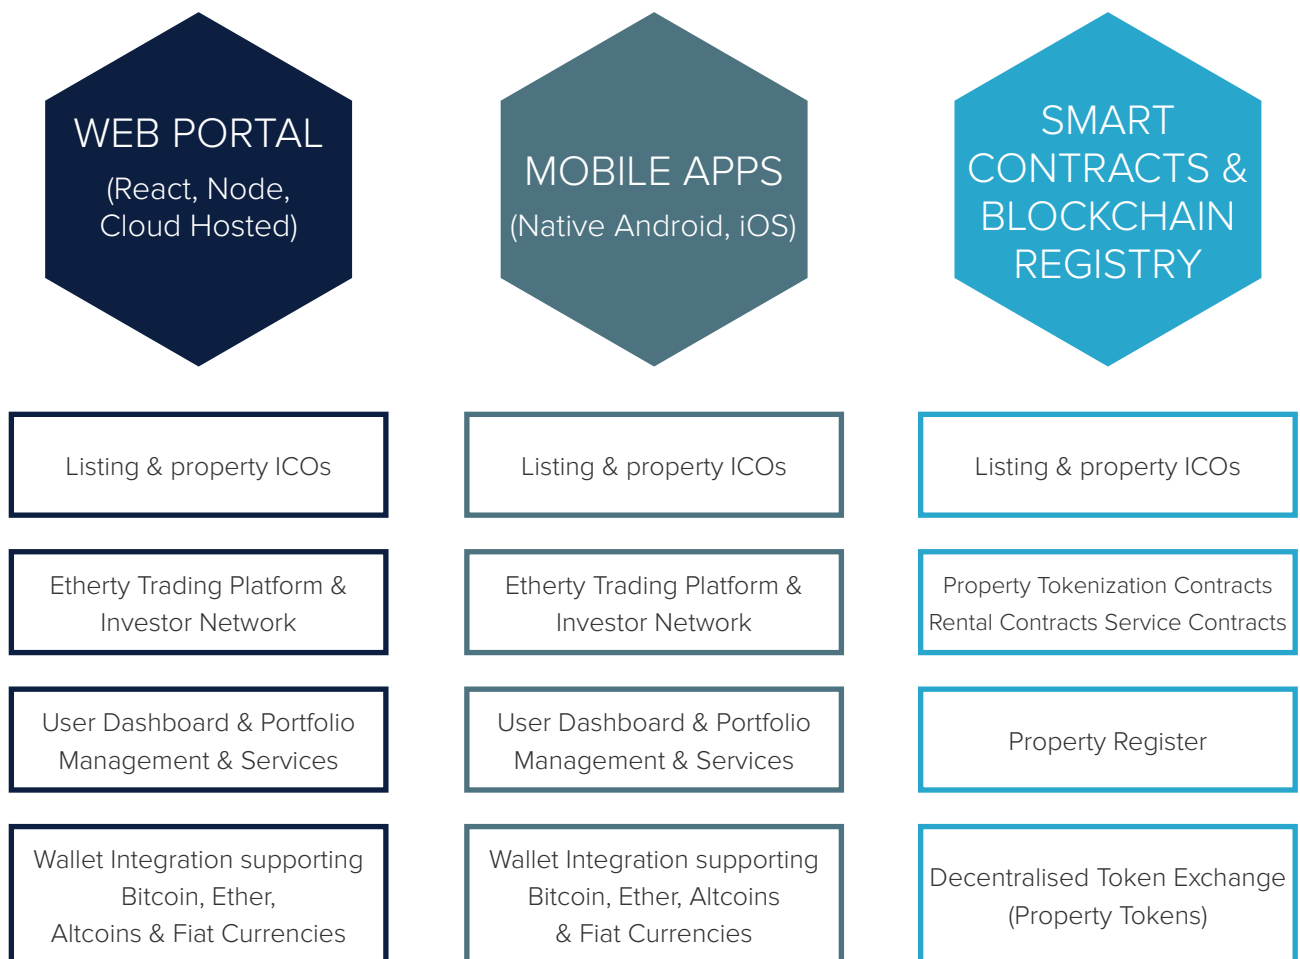 WEB PORTAL
(React, Node,
Cloud Hosted)
MOBILE APPS
(Native Android, iOS)
SMART
CONTRACTS &
BLOCKCHAIN
REGISTRY
Listing & property ICOs
Listing & property ICOs
Listing & property ICOs
Etherty Trading Platform &
Investor Network
Etherty Trading Platform &
Investor Network
Property Tokenization Contracts
Rental Contracts Service Contracts
User Dashboard & Portfolio
Management & Services
User Dashboard & Portfolio
Management & Services
Property Register
Wallet Integration supporting
Bitcoin, Ether,
Altcoins & Fiat Currencies
Wallet Integration supporting
Bitcoin, Ether, Altcoins
& Fiat Currencies
Decentralised Token Exchange
(Property Tokens)